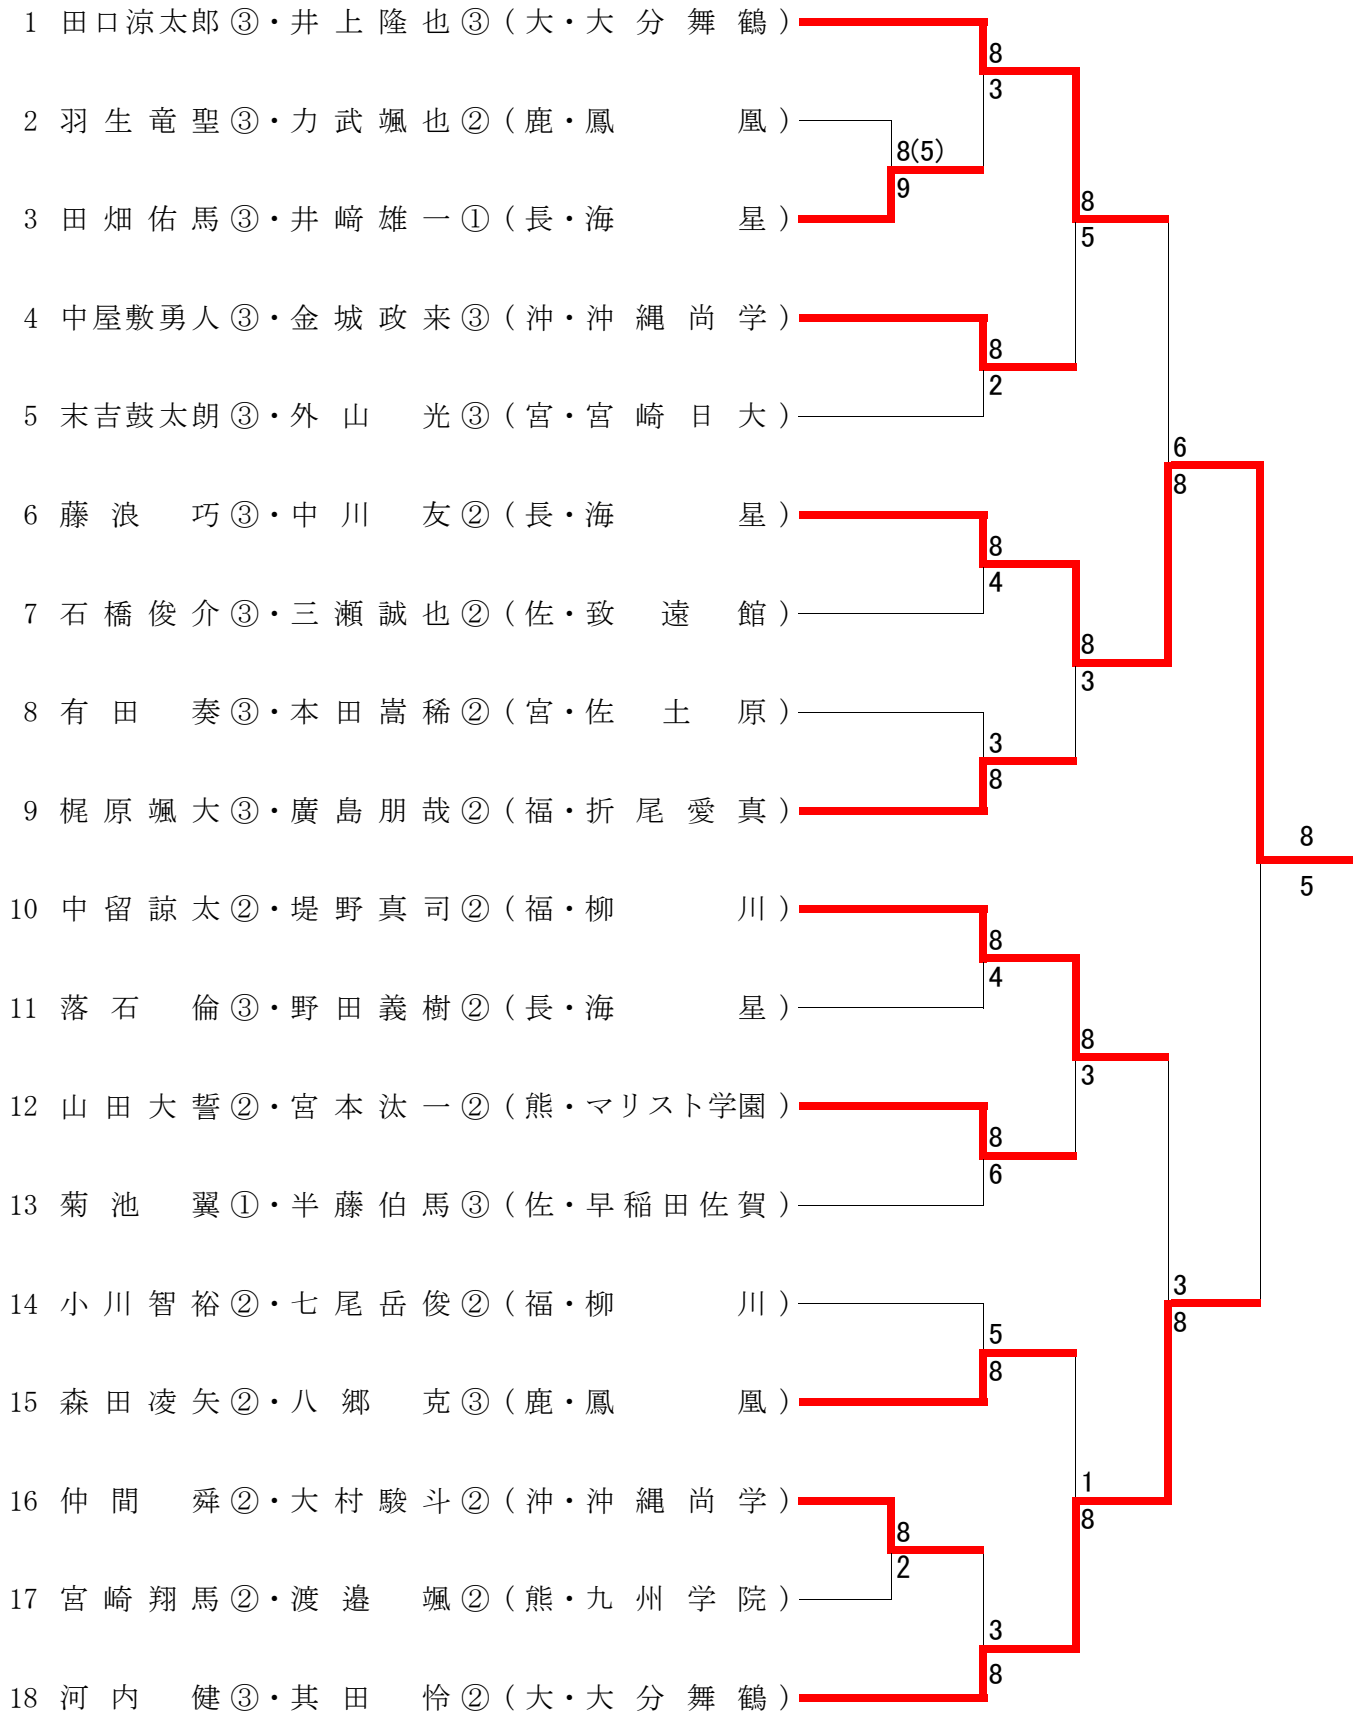 1 田口涼太郎③・井上隆也③(大・大分舞鶴)
8
3
2 羽生竜聖③・力武颯也②(鹿・鳳凰)
8(5)
9
3 田畑佑馬③・井﨑雄一①(長・海星)
8
5
4 中屋敷勇人③・金城政来③(沖・沖縄尚学)
8
2
5 末吉鼓太朗③・外山光③(宮・宮崎日大)
6
8
6 藤浪巧③・中川友②(長・海星)
8
4
7 石橋俊介③・三瀬誠也②(佐・致遠館)
8
3
8 有田奏③・本田嵩稀②(宮・佐土原)
3
8
9 梶原颯大③・廣島朋哉②(福・折尾愛真)
8
5
10 中留諒太②・堤野真司②(福・柳川)
8
4
11 落石倫③・野田義樹②(長・海星)
8
3
12 山田大誓②・宮本汰一②(熊・マリスト学園)
8
6
13 菊池翼①・半藤伯馬③(佐・早稲田佐賀)
3
8
14 小川智裕②・七尾岳俊②(福・柳川)
5
8
15 森田凌矢②・八郷克③(鹿・鳳凰)
1
8
16 仲間舜②・大村駿斗②(沖・沖縄尚学)
8
2
17 宮崎翔馬②・渡邉颯②(熊・九州学院)
3
8
18 河内健③・其田怜②(大・大分舞鶴)